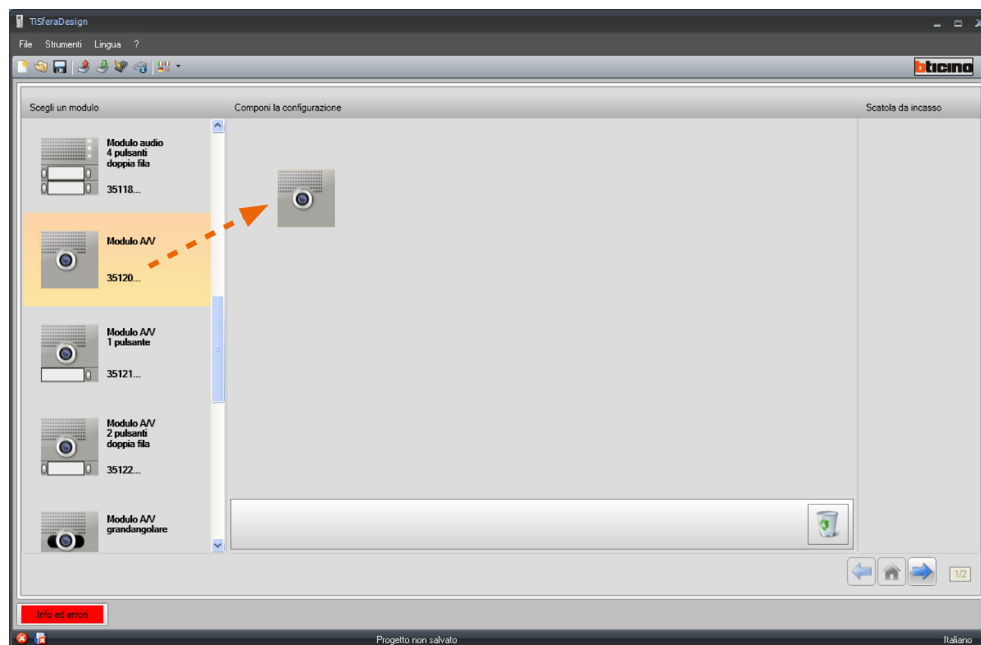 TiSferaDesign
File Strumenti Lingua ?
bticino
Scegli un modulo
Componi la configurazione
Scatola da incasso
Modulo audio
4 pulsanti
doppia fila
35118...
Modulo A/V
35120...
Modulo A/V
1 pulsante
35121...
Modulo A/V
2 pulsanti
doppia fila
35122...
Modulo A/V
grandangolare
1/2
Info ed errori
Progetto non salvato
Italiano